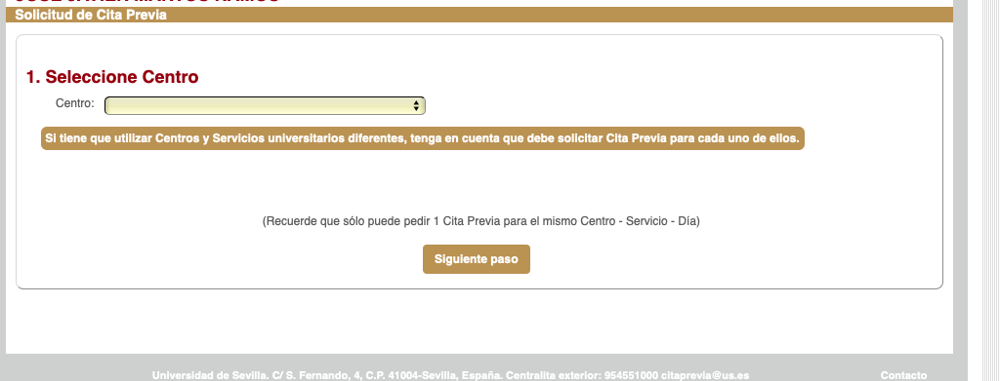 Solicitud de Cita Previa
1. Seleccione Centro
Centro:
Si tiene que utilizar Centros y Servicios universitarios diferentes, tenga en cuenta que debe solicitar Cita Previa para cada uno de ellos.
(Recuerde que sólo puede pedir 1 Cita Previa para el mismo Centro - Servicio - Día)
Siguiente paso
Universidad de Sevilla. C/ S. Fernando, 4, C.P. 41004-Sevilla, España. Centralita exterior: 954551000 citaprevia@us.es
Contacto